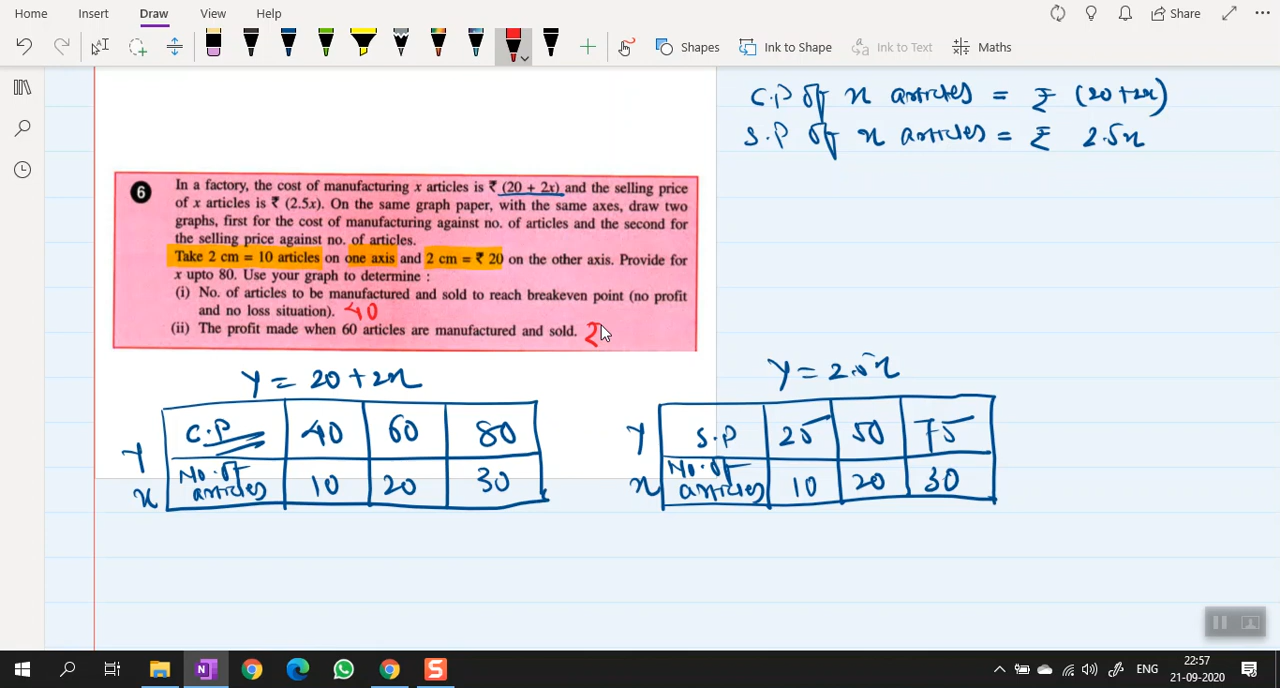 Home Insert Draw View Help Share
Shapes Ink to Shape Ink to Text Maths
C.P of x articles = ₹ (20+2x)
S.P of x articles = ₹ 2.5x
6 In a factory, the cost of manufacturing x articles is ₹ (20 + 2x) and the selling price
of x articles is ₹ (2.5x). On the same graph paper, with the same axes, draw two
graphs, first for the cost of manufacturing against no. of articles and the second for
the selling price against no. of articles.
Take 2 cm = 10 articles on one axis and 2 cm = ₹ 20 on the other axis. Provide for
x upto 80. Use your graph to determine :
(i) No. of articles to be manufactured and sold to reach breakeven point (no profit
and no loss situation). 40
(ii) The profit made when 60 articles are manufactured and sold. 2
Y = 20+2x
Y C.P 40 60 80
x No. of articles 10 20 30
Y = 2.5x
Y S.P 25 50 75
x No. of articles 10 20 30
N S
ENG
22:57
21-09-2020